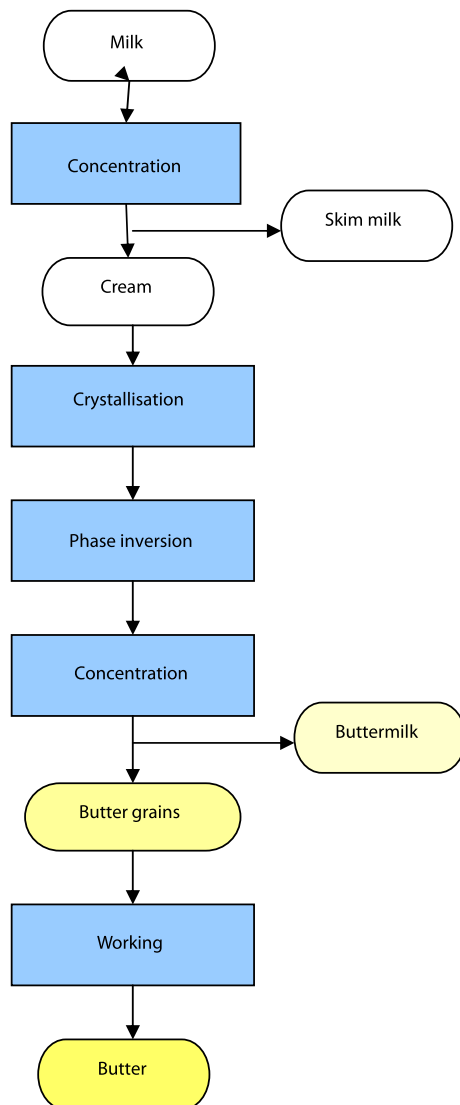 Milk
Concentration
Skim milk
Cream
Crystallisation
Phase inversion
Concentration
Buttermilk
Butter grains
Working
Butter